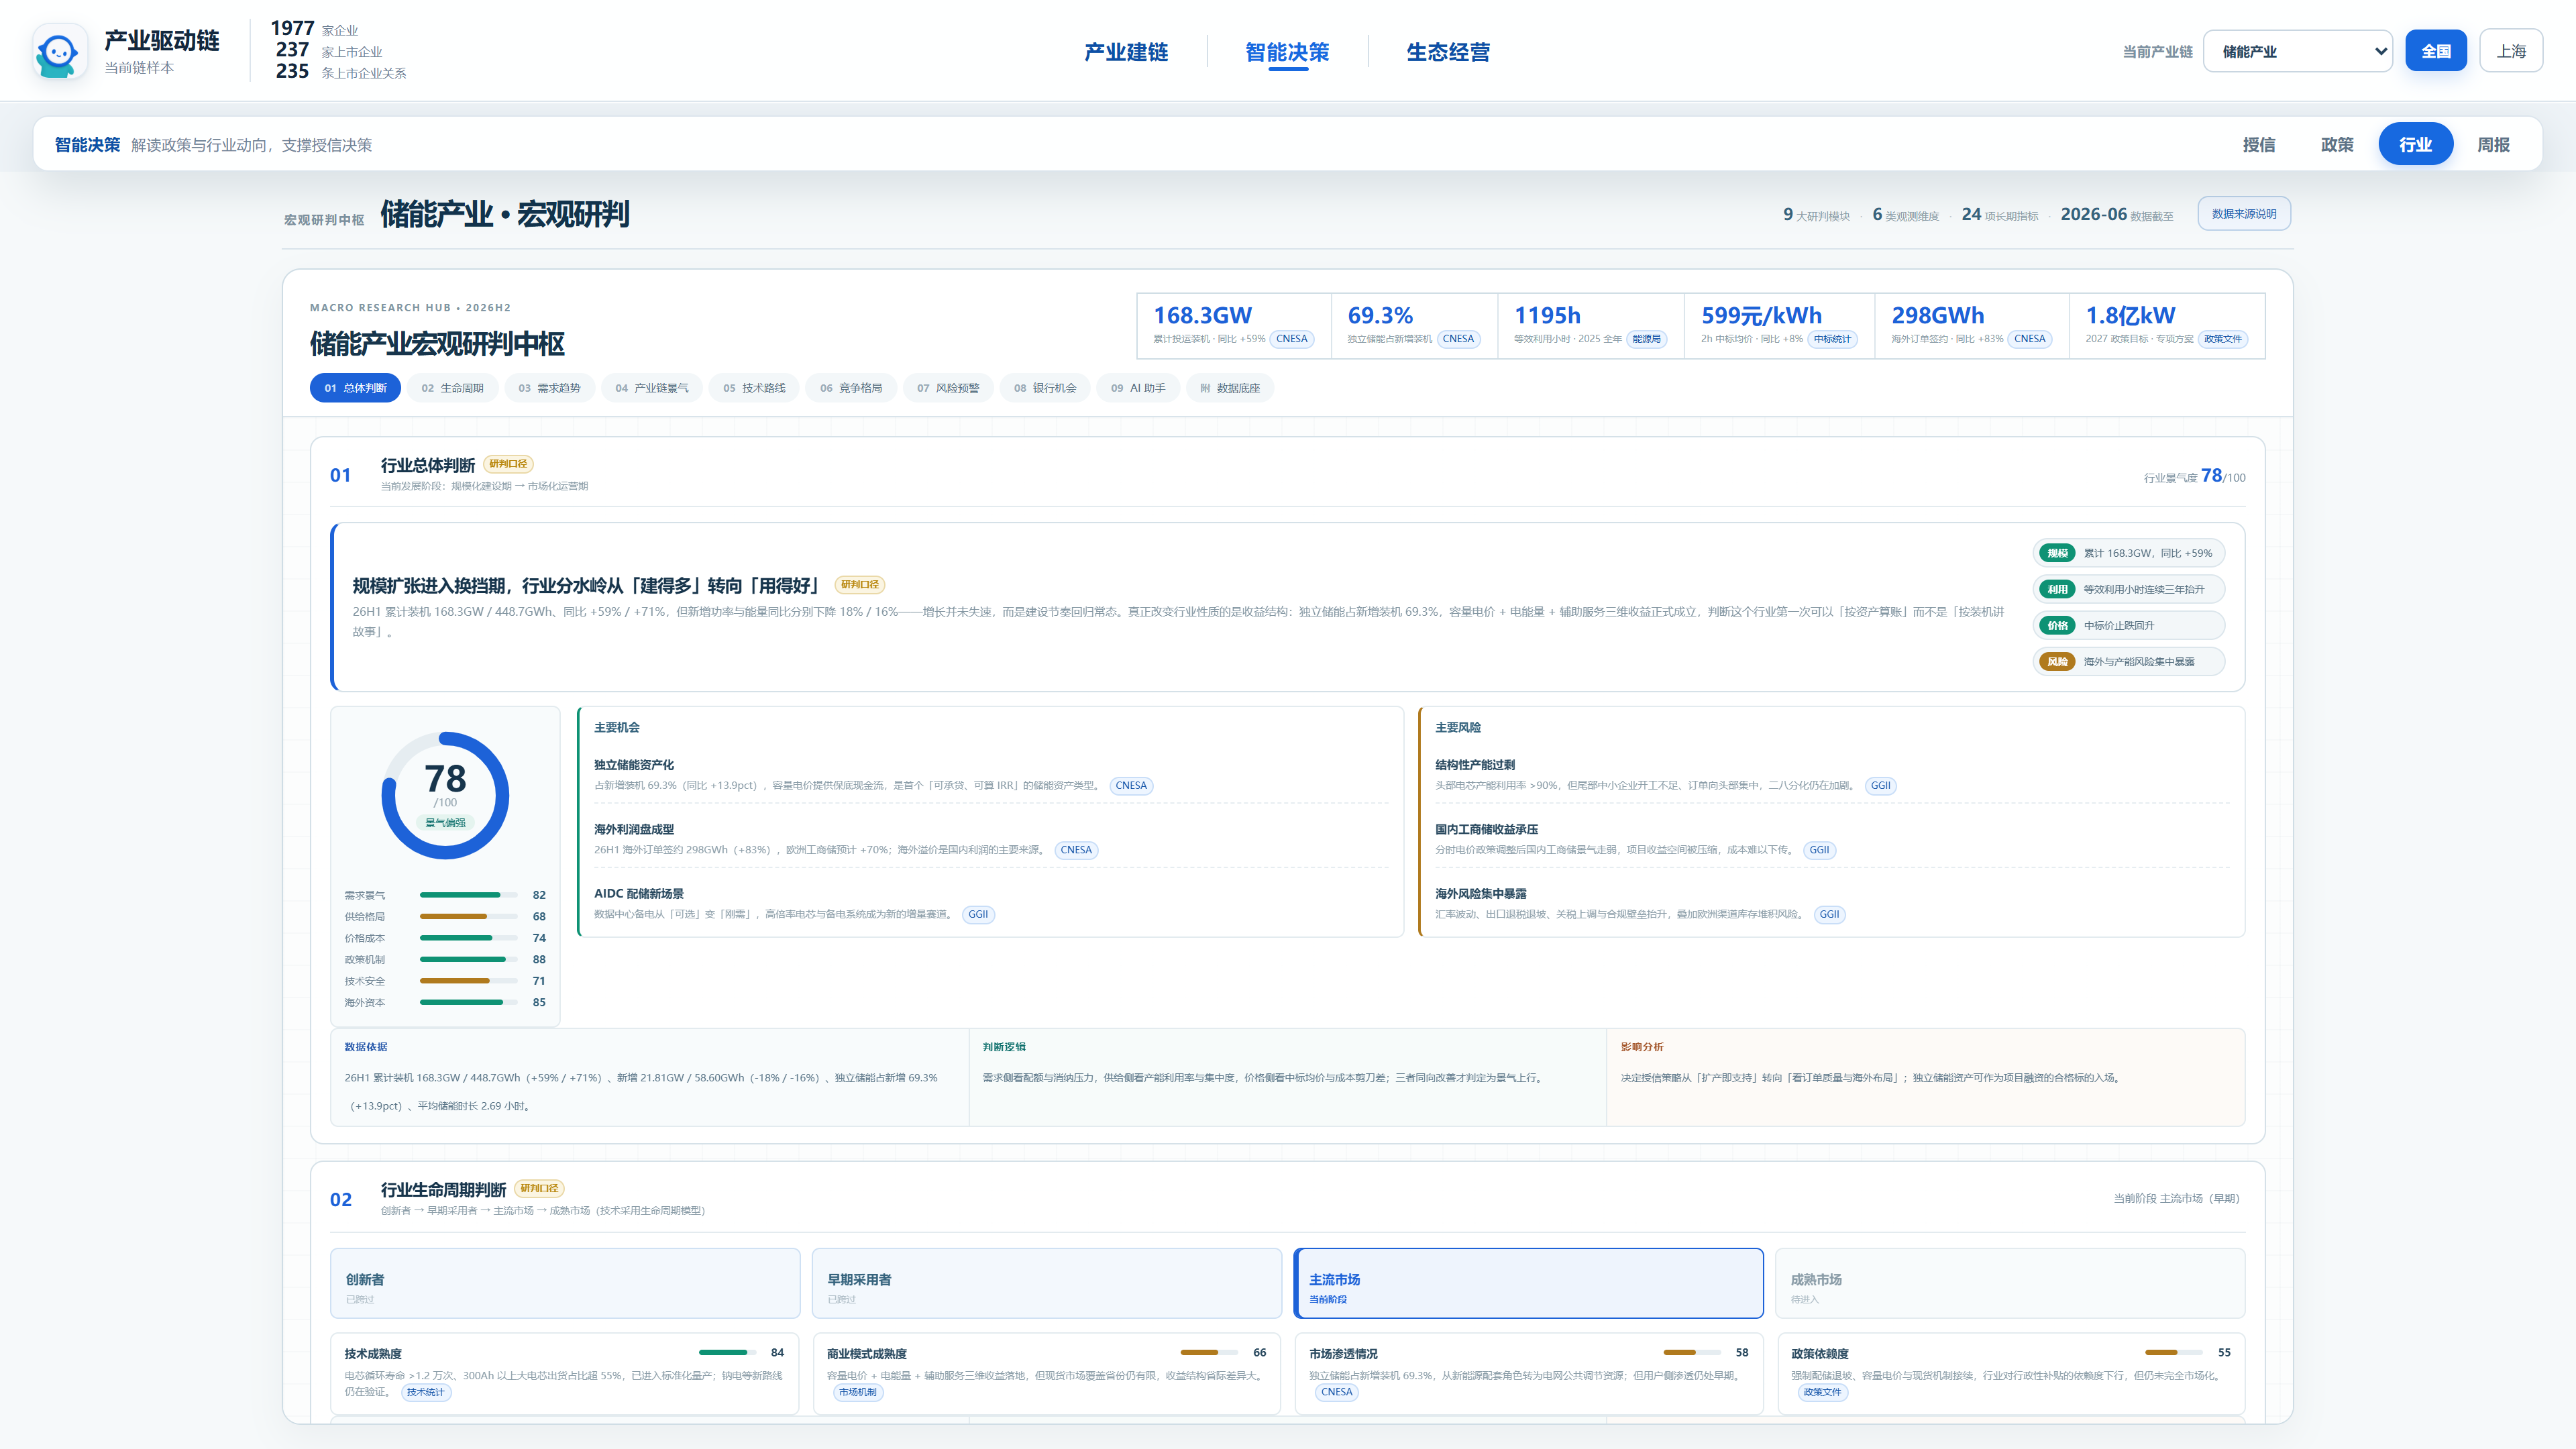 产业驱动链
当前链样本
1977 家企业
237 家上市企业
235 条上市企业关系
产业建链
智能决策
生态经营
当前产业链
储能产业
全国
上海
智能决策 解读政策与行业动向，支撑授信决策
授信
政策
行业
周报
宏观研判中枢 储能产业 • 宏观研判
9 大研判模块 · 6 类观测维度 · 24 项长期指标 · 2026-06 数据截至
数据来源说明
MACRO RESEARCH HUB • 2026H2
储能产业宏观研判中枢
168.3GW
累计投运装机 · 同比 +59% CNESA
69.3%
独立储能占新增装机 CNESA
1195h
等效利用小时 · 2025 全年 能源局
599元/kWh
2h 中标均价 · 同比 +8% 中标统计
298GWh
海外订单签约 · 同比 +83% CNESA
1.8亿kW
2027 政策目标 · 专项方案 政策文件
01 总体判断
02 生命周期
03 需求趋势
04 产业链景气
05 技术路线
06 竞争格局
07 风险预警
08 银行机会
09 AI 助手
附 数据底座
01
行业总体判断 研判口径
当前发展阶段：规模化建设期 → 市场化运营期
行业景气度 78/100
规模扩张进入换挡期，行业分水岭从「建得多」转向「用得好」 研判口径
26H1 累计装机 168.3GW / 448.7GWh、同比 +59% / +71%，但新增功率与能量同比分别下降 18% / 16%——增长并未失速，而是建设节奏回归常态。真正改变行业性质的是收益结构：独立储能占新增装机 69.3%，容量电价 + 电能量 + 辅助服务三维收益正式成立，判断这个行业第一次可以「按资产算账」而不是「按装机讲
故事」。
规模 累计 168.3GW，同比 +59%
利用 等效利用小时连续三年抬升
价格 中标价止跌回升
风险 海外与产能风险集中暴露
78
/100
景气偏强
需求景气 82
供给格局 68
价格成本 74
政策机制 88
技术安全 71
海外资本 85
主要机会
独立储能资产化
占新增装机 69.3%（同比 +13.9pct），容量电价提供保底现金流，是首个「可承贷、可算 IRR」的储能资产类型。 CNESA
海外利润盘成型
26H1 海外订单签约 298GWh（+83%），欧洲工商储预计 +70%；海外溢价是国内利润的主要来源。 CNESA
AIDC 配储新场景
数据中心备电从「可选」变「刚需」，高倍率电芯与备电系统成为新的增量赛道。 GGII
主要风险
结构性产能过剩
头部电芯产能利用率 >90%，但尾部中小企业开工不足、订单向头部集中，二八分化仍在加剧。 GGII
国内工商储收益承压
分时电价政策调整后国内工商储景气走弱，项目收益空间被压缩，成本难以下传。 GGII
海外风险集中暴露
汇率波动、出口退税退坡、关税上调与合规壁垒抬升，叠加欧洲渠道库存堆积风险。 GGII
数据依据
26H1 累计装机 168.3GW / 448.7GWh（+59% / +71%）、新增 21.81GW / 58.60GWh（-18% / -16%）、独立储能占新增 69.3%
（+13.9pct）、平均储能时长 2.69 小时。
判断逻辑
需求侧看配额与消纳压力，供给侧看产能利用率与集中度，价格侧看中标均价与成本剪刀差；三者同向改善才判定为景气上行。
影响分析
决定授信策略从「扩产即支持」转向「看订单质量与海外布局」；独立储能资产可作为项目融资的合格标的入场。
02
行业生命周期判断 研判口径
创新者 → 早期采用者 → 主流市场 → 成熟市场（技术采用生命周期模型）
当前阶段 主流市场（早期）
创新者
已跨过
早期采用者
已跨过
主流市场
当前阶段
成熟市场
待进入
技术成熟度 84
电芯循环寿命 >1.2 万次、300Ah 以上大电芯出货占比超 55%，已进入标准化量产；钠电等新路线
仍在验证。 技术统计
商业模式成熟度 66
容量电价 + 电能量 + 辅助服务三维收益落地，但现货市场覆盖省份仍有限，收益结构省际差异大。
市场机制
市场渗透情况 58
独立储能占新增装机 69.3%，从新能源配套角色转为电网公共调节资源；但用户侧渗透仍处早期。
CNESA
政策依赖度 55
强制配储退坡、容量电价与现货机制接续，行业对行政性补贴的依赖度下行，但仍未完全市场化。
政策文件